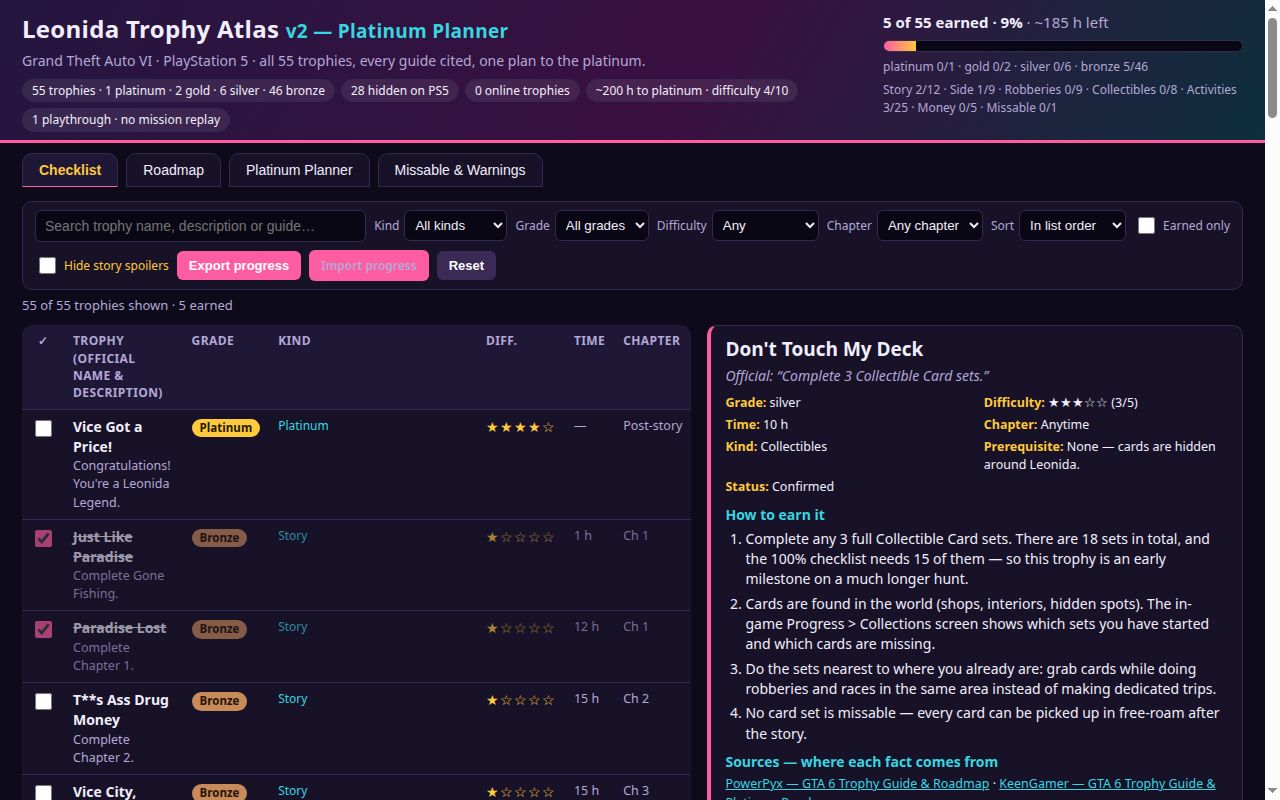 Leonida Trophy Atlas v2 — Platinum Planner
Grand Theft Auto VI · PlayStation 5 · all 55 trophies, every guide cited, one plan to the platinum.
55 trophies · 1 platinum · 2 gold · 6 silver · 46 bronze
28 hidden on PS5
0 online trophies
~200 h to platinum · difficulty 4/10
1 playthrough · no mission replay
5 of 55 earned · 9% · ~185 h left
platinum 0/1 · gold 0/2 · silver 0/6 · bronze 5/46
Story 2/12 · Side 1/9 · Robberies 0/9 · Collectibles 0/8 · Activities
3/25 · Money 0/5 · Missable 0/1
Checklist
Roadmap
Platinum Planner
Missable & Warnings
Search trophy name, description or guide…
Kind
All kinds
Grade
All grades
Difficulty
Any
Chapter
Any chapter
Sort
In list order
Earned only
Hide story spoilers
Export progress
Import progress
Reset
55 of 55 trophies shown · 5 earned
✓
TROPHY
(OFFICIAL
NAME &
DESCRIPTION)
GRADE
KIND
DIFF.
TIME
CHAPTER
Vice Got a
Price!
Congratulations!
You're a Leonida
Legend.
Platinum
Platinum
★★★★☆
—
Post-story
Just Like
Paradise
Complete Gone
Fishing.
Bronze
Story
★☆☆☆☆
1 h
Ch 1
Paradise Lost
Complete
Chapter 1.
Bronze
Story
★☆☆☆☆
12 h
Ch 1
T**s Ass Drug
Money
Complete
Chapter 2.
Bronze
Story
★☆☆☆☆
15 h
Ch 2
Vice City,
Bronze
Story
★☆☆☆☆
15 h
Ch 3
Don't Touch My Deck
Official: “Complete 3 Collectible Card sets.”
Grade: silver
Difficulty: ★★★☆☆ (3/5)
Time: 10 h
Chapter: Anytime
Kind: Collectibles
Prerequisite: None — cards are hidden
around Leonida.
Status: Confirmed
How to earn it
1. Complete any 3 full Collectible Card sets. There are 18 sets in total, and
the 100% checklist needs 15 of them — so this trophy is an early
milestone on a much longer hunt.
2. Cards are found in the world (shops, interiors, hidden spots). The in-
game Progress > Collections screen shows which sets you have started
and which cards are missing.
3. Do the sets nearest to where you already are: grab cards while doing
robberies and races in the same area instead of making dedicated trips.
4. No card set is missable — every card can be picked up in free-roam after
the story.
Sources — where each fact comes from
PowerPyx — GTA 6 Trophy Guide & Roadmap · KeenGamer — GTA 6 Trophy Guide &